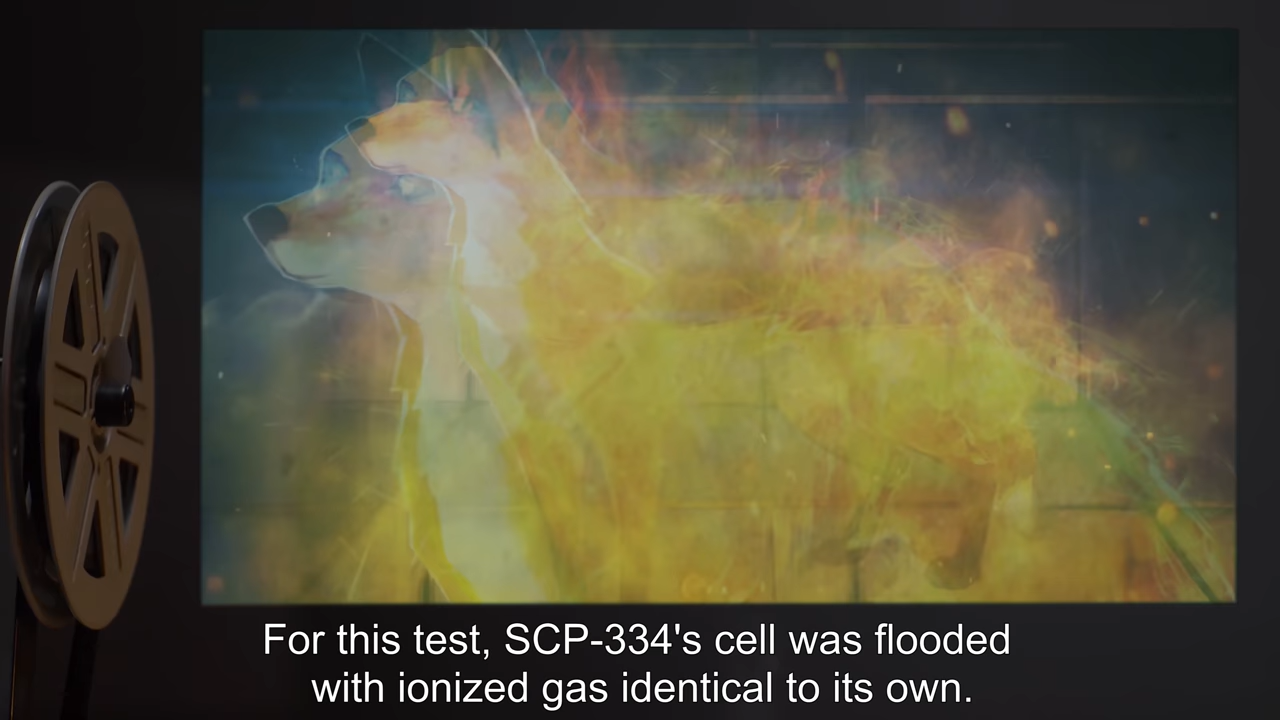 For this test, SCP-334's cell was flooded
with ionized gas identical to its own.